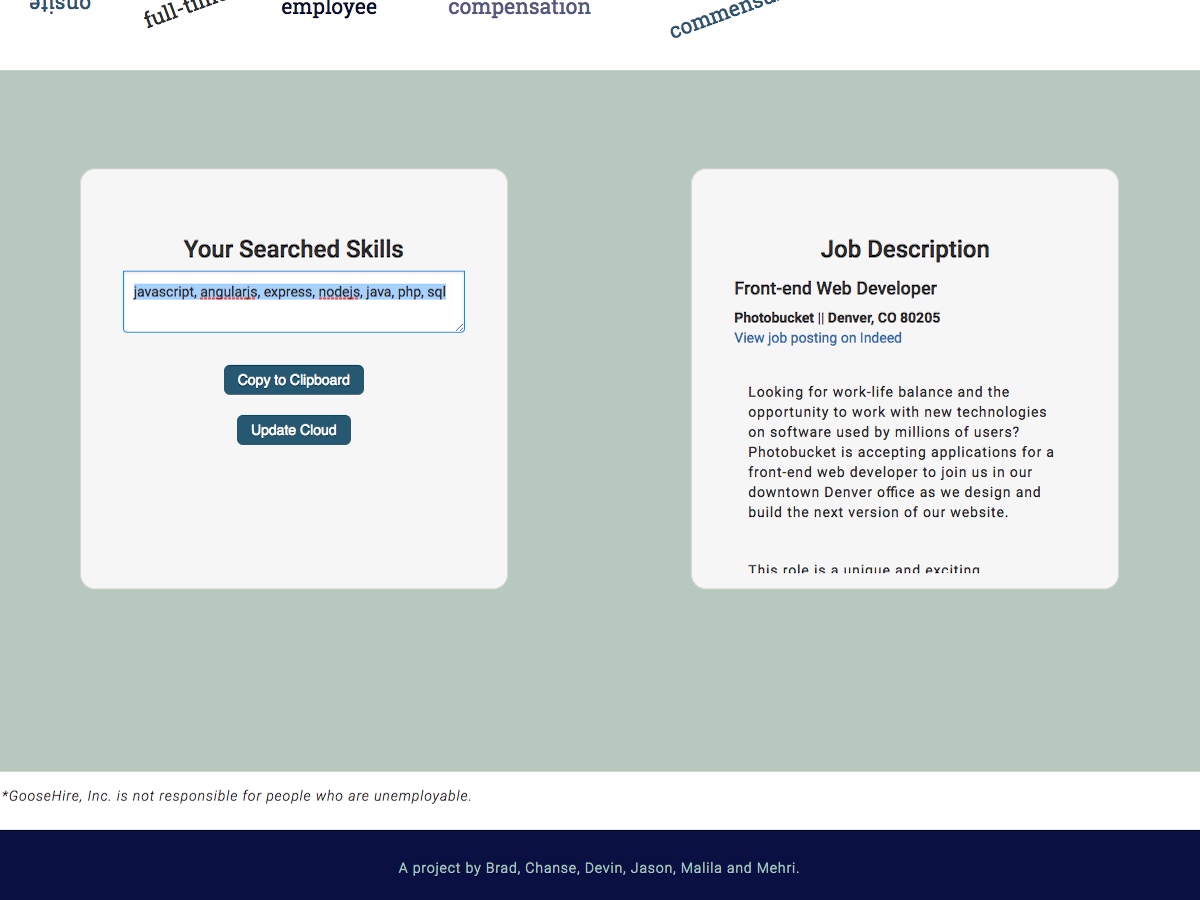 onsite
full-time
employee
compensation
Your Searched Skills
javascript, angularjs, express, nodejs, java, php, sql
Copy to Clipboard
Update Cloud
Job Description
Front-end Web Developer
Photobucket || Denver, CO 80205
View job posting on Indeed
Looking for work-life balance and the
opportunity to work with new technologies
on software used by millions of users?
Photobucket is accepting applications for a
front-end web developer to join us in our
downtown Denver office as we design and
build the next version of our website.
This role is a unique and exciting
*GooseHire, Inc. is not responsible for people who are unemployable.
A project by Brad, Chanse, Devin, Jason, Malila and Mehri.